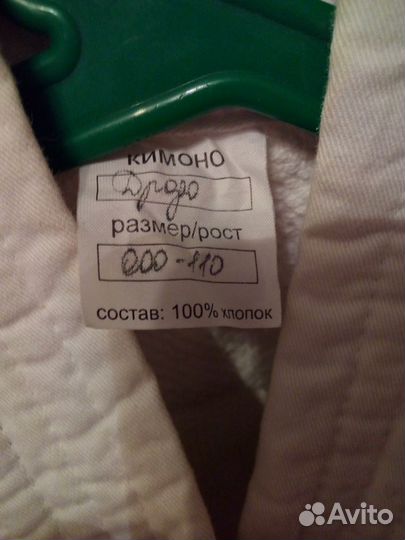 кимоно
Дзюдо
размер/рост
000-110
состав: 100% хлопок
Avito